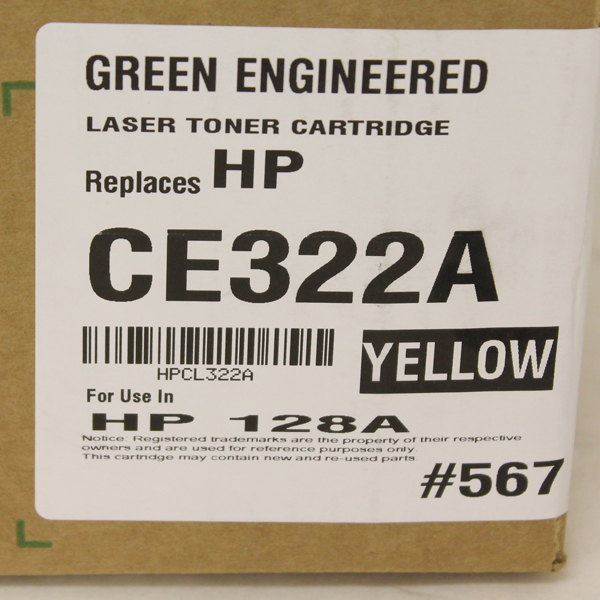 GREEN ENGINEERED
LASER TONER CARTRIDGE
Replaces HP
CE322A
HPCL322A
YELLOW
For Use In
HP 128A
Notice: Registered trademarks are the property of their respective
owners and are used for reference purposes only.
This cartridge may contain new and re-used parts.
#567